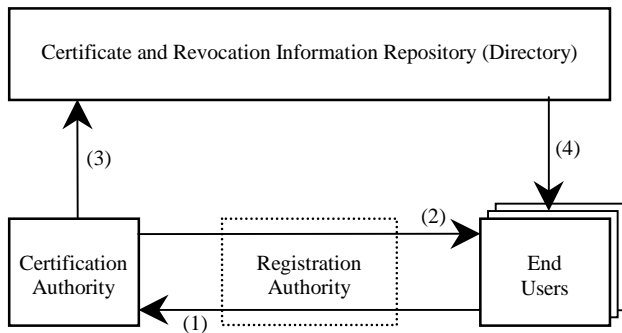 Certificate and Revocation Information Repository (Directory)
(3)
(4)
(2)
Certification
Authority
Registration
Authority
End
Users
(1)